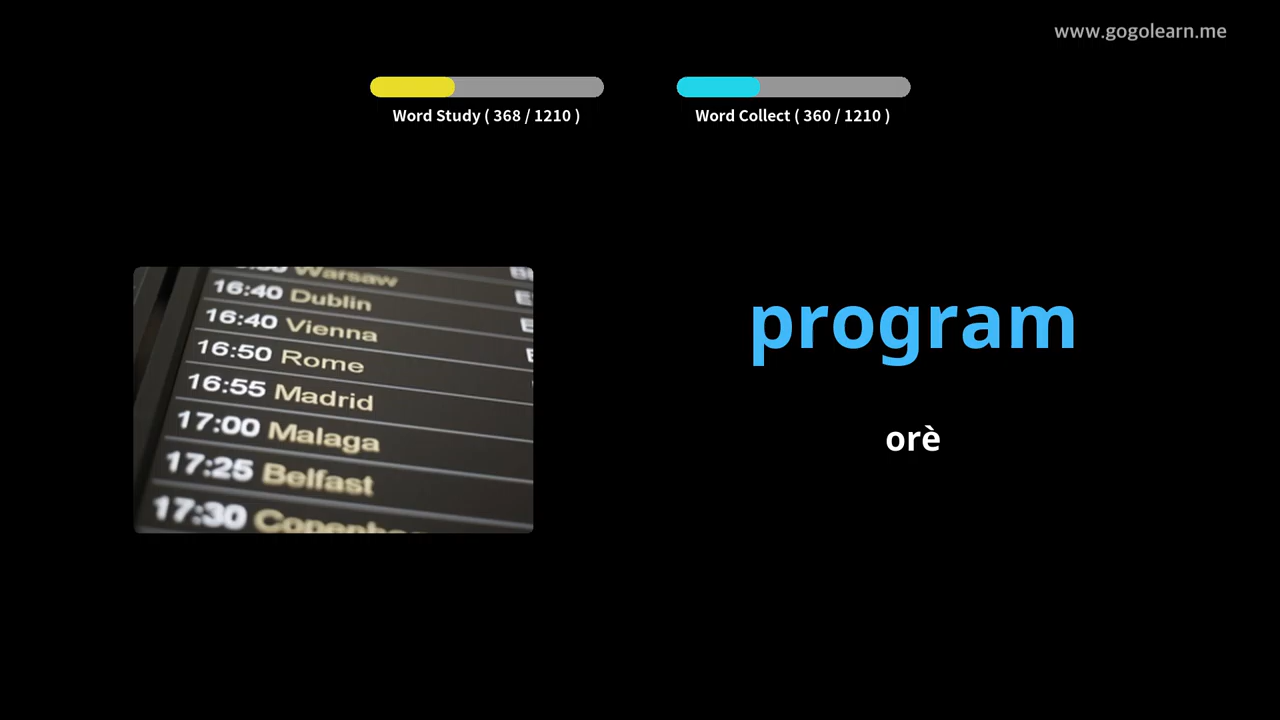 www.gogolearn.me
Word Study ( 368 / 1210 )
Word Collect ( 360 / 1210 )
Warsaw
16:40 Dublin
16:40 Vienna
16:50 Rome
16:55 Madrid
17:00 Malaga
17:25 Belfast
17:30
program
orè